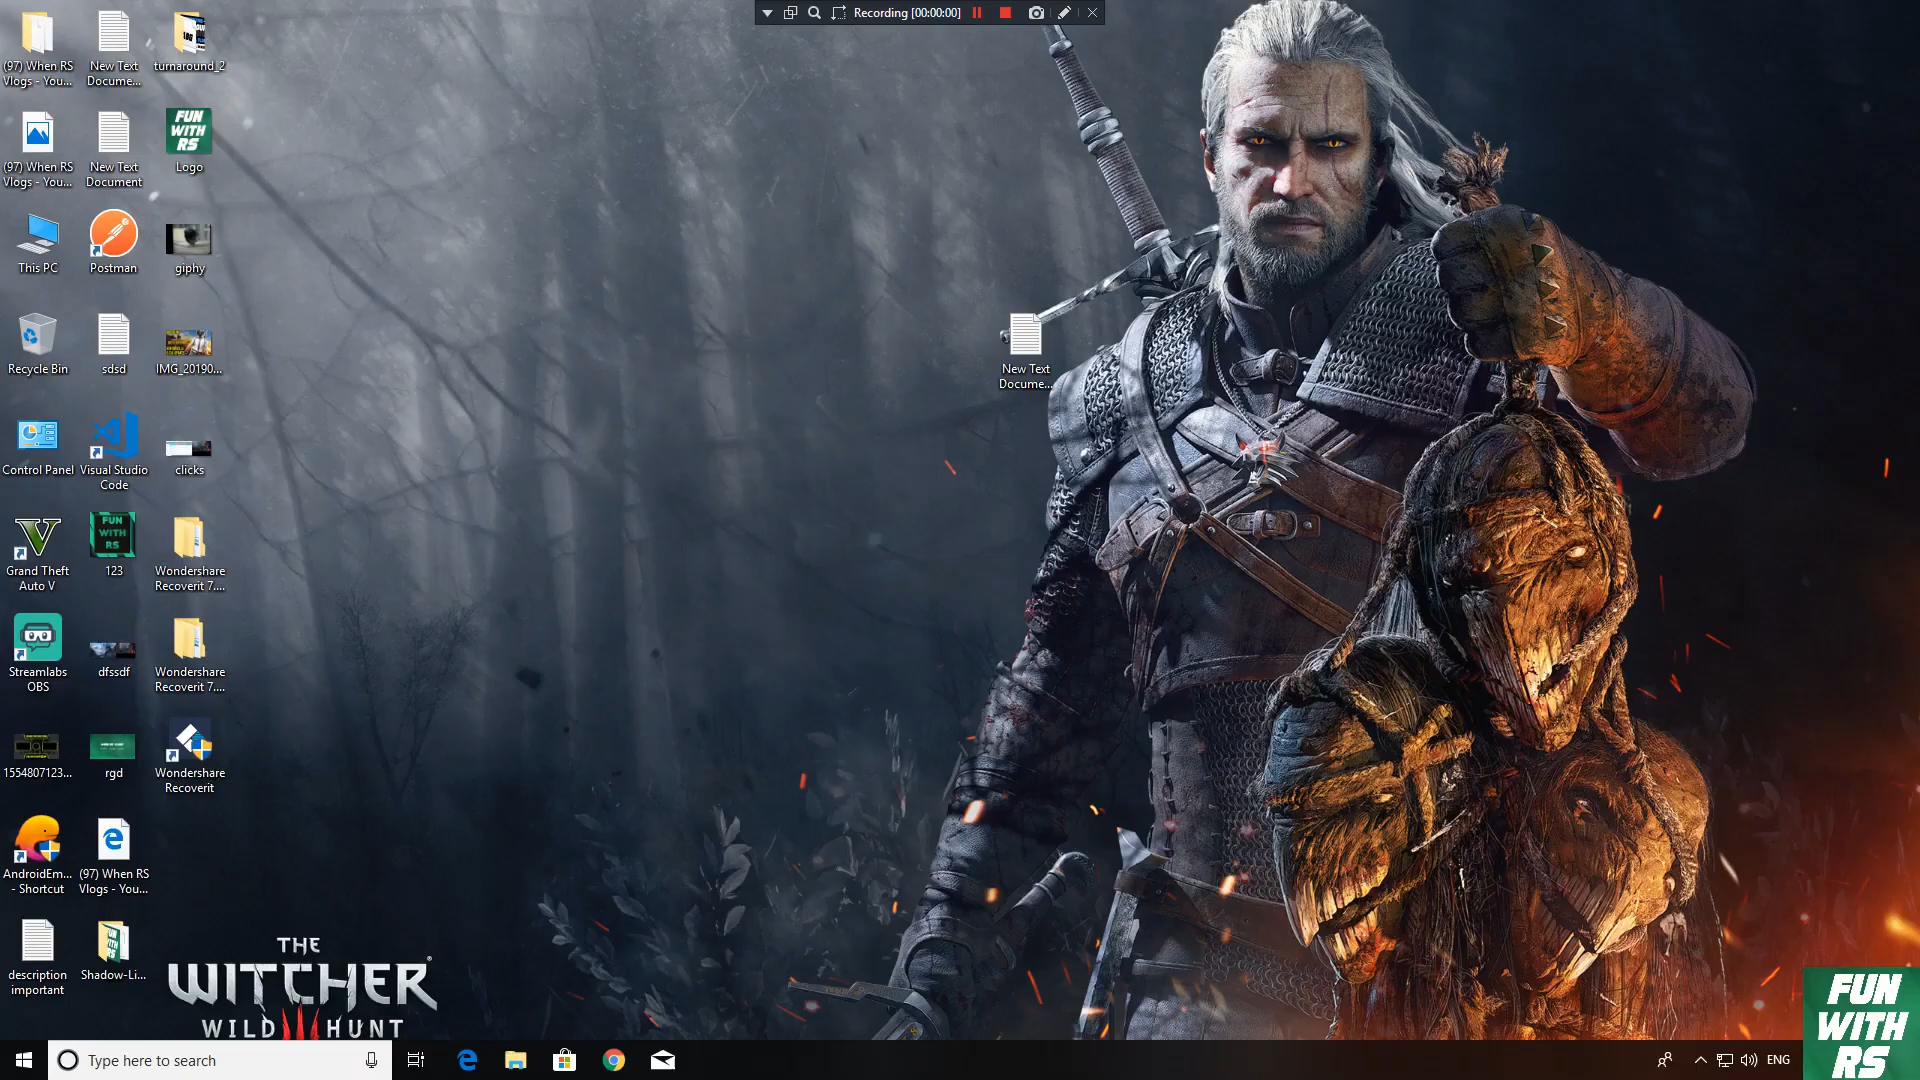 Recording [00:00:00]
(97) When RS
Vlogs - You...
New Text
Docume...
turnaround_2
(97) When RS
Vlogs - You...
New Text
Document
FUN
WITH
RS
Logo
This PC
Postman
giphy
Recycle Bin
sdsd
IMG_20190...
New Text
Docume...
Control Panel
Visual Studio
Code
clicks
Grand Theft
Auto V
FUN
WITH
RS
123
Wondershare
Recoverit 7....
Streamlabs
OBS
dfssdf
Wondershare
Recoverit 7....
1554807123...
rgd
Wondershare
Recoverit
AndroidEm...
- Shortcut
(97) When RS
Vlogs - You...
description
important
Shadow-Li...
THE
WITCHER
WILD III HUNT
FUN
WITH
RS
Type here to search
ENG